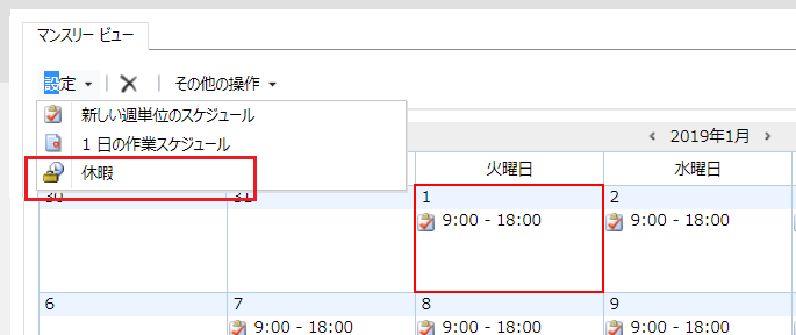 マンスリー ビュー
設定 その他の操作
新しい週単位のスケジュール
1 日の作業スケジュール
休暇
2019年1月
火曜日 水曜日
30 31 1 2
9:00 - 18:00 9:00 - 18:00
6 7 8 9
9:00 - 18:00 9:00 - 18:00 9:00 - 18:00